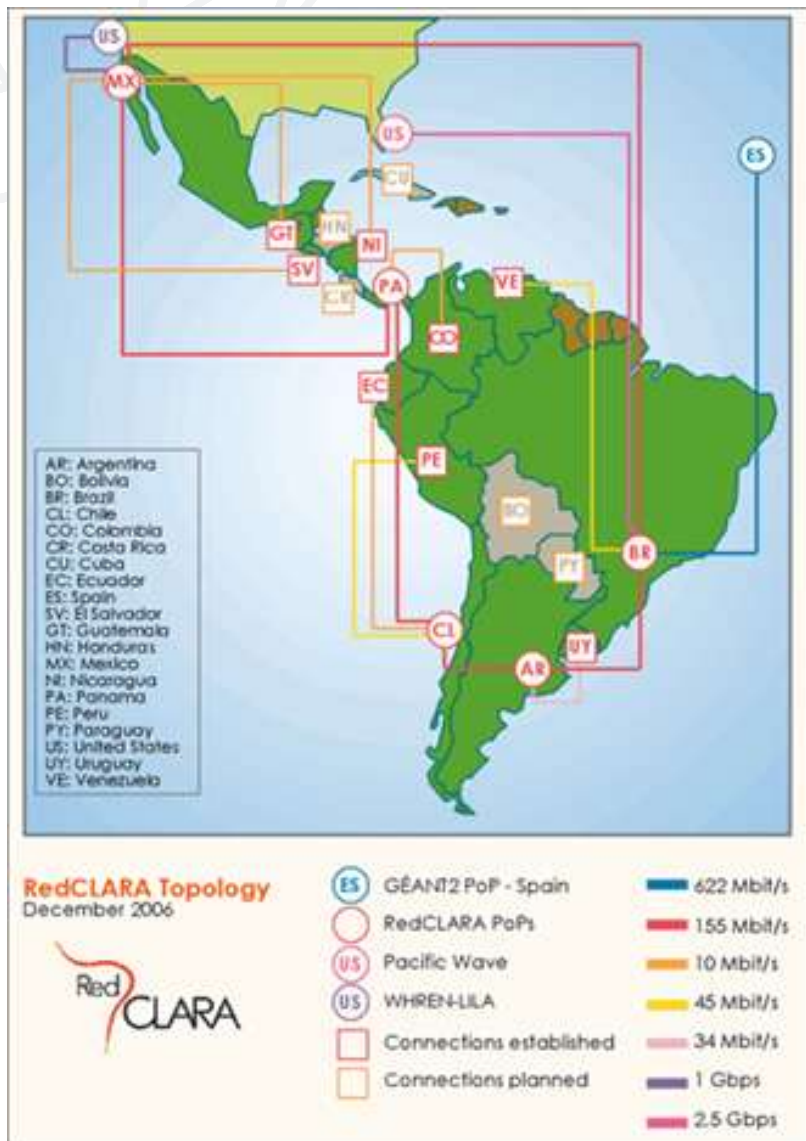 US
MX
US
ES
CU
GT
HN
NI
SV
CR
PA
VE
CO
EC
PE
BO
PY
BR
CL
UY
AR
AR: Argentina
BO: Bolivia
BR: Brazil
CL: Chile
CO: Colombia
CR: Costa Rica
CU: Cuba
EC: Ecuador
ES: Spain
SV: El Salvador
GT: Guatemala
HN: Honduras
MX: Mexico
NI: Nicaragua
PA: Panama
PE: Peru
PY: Paraguay
US: United States
UY: Uruguay
VE: Venezuela
RedCLARA Topology
December 2006
Red
CLARA
ES GÉANT2 PoP - Spain
RedCLARA PoPs
US Pacific Wave
US WHREN-LILA
Connections established
Connections planned
622 Mbit/s
155 Mbit/s
10 Mbit/s
45 Mbit/s
34 Mbit/s
1 Gbps
2.5 Gbps